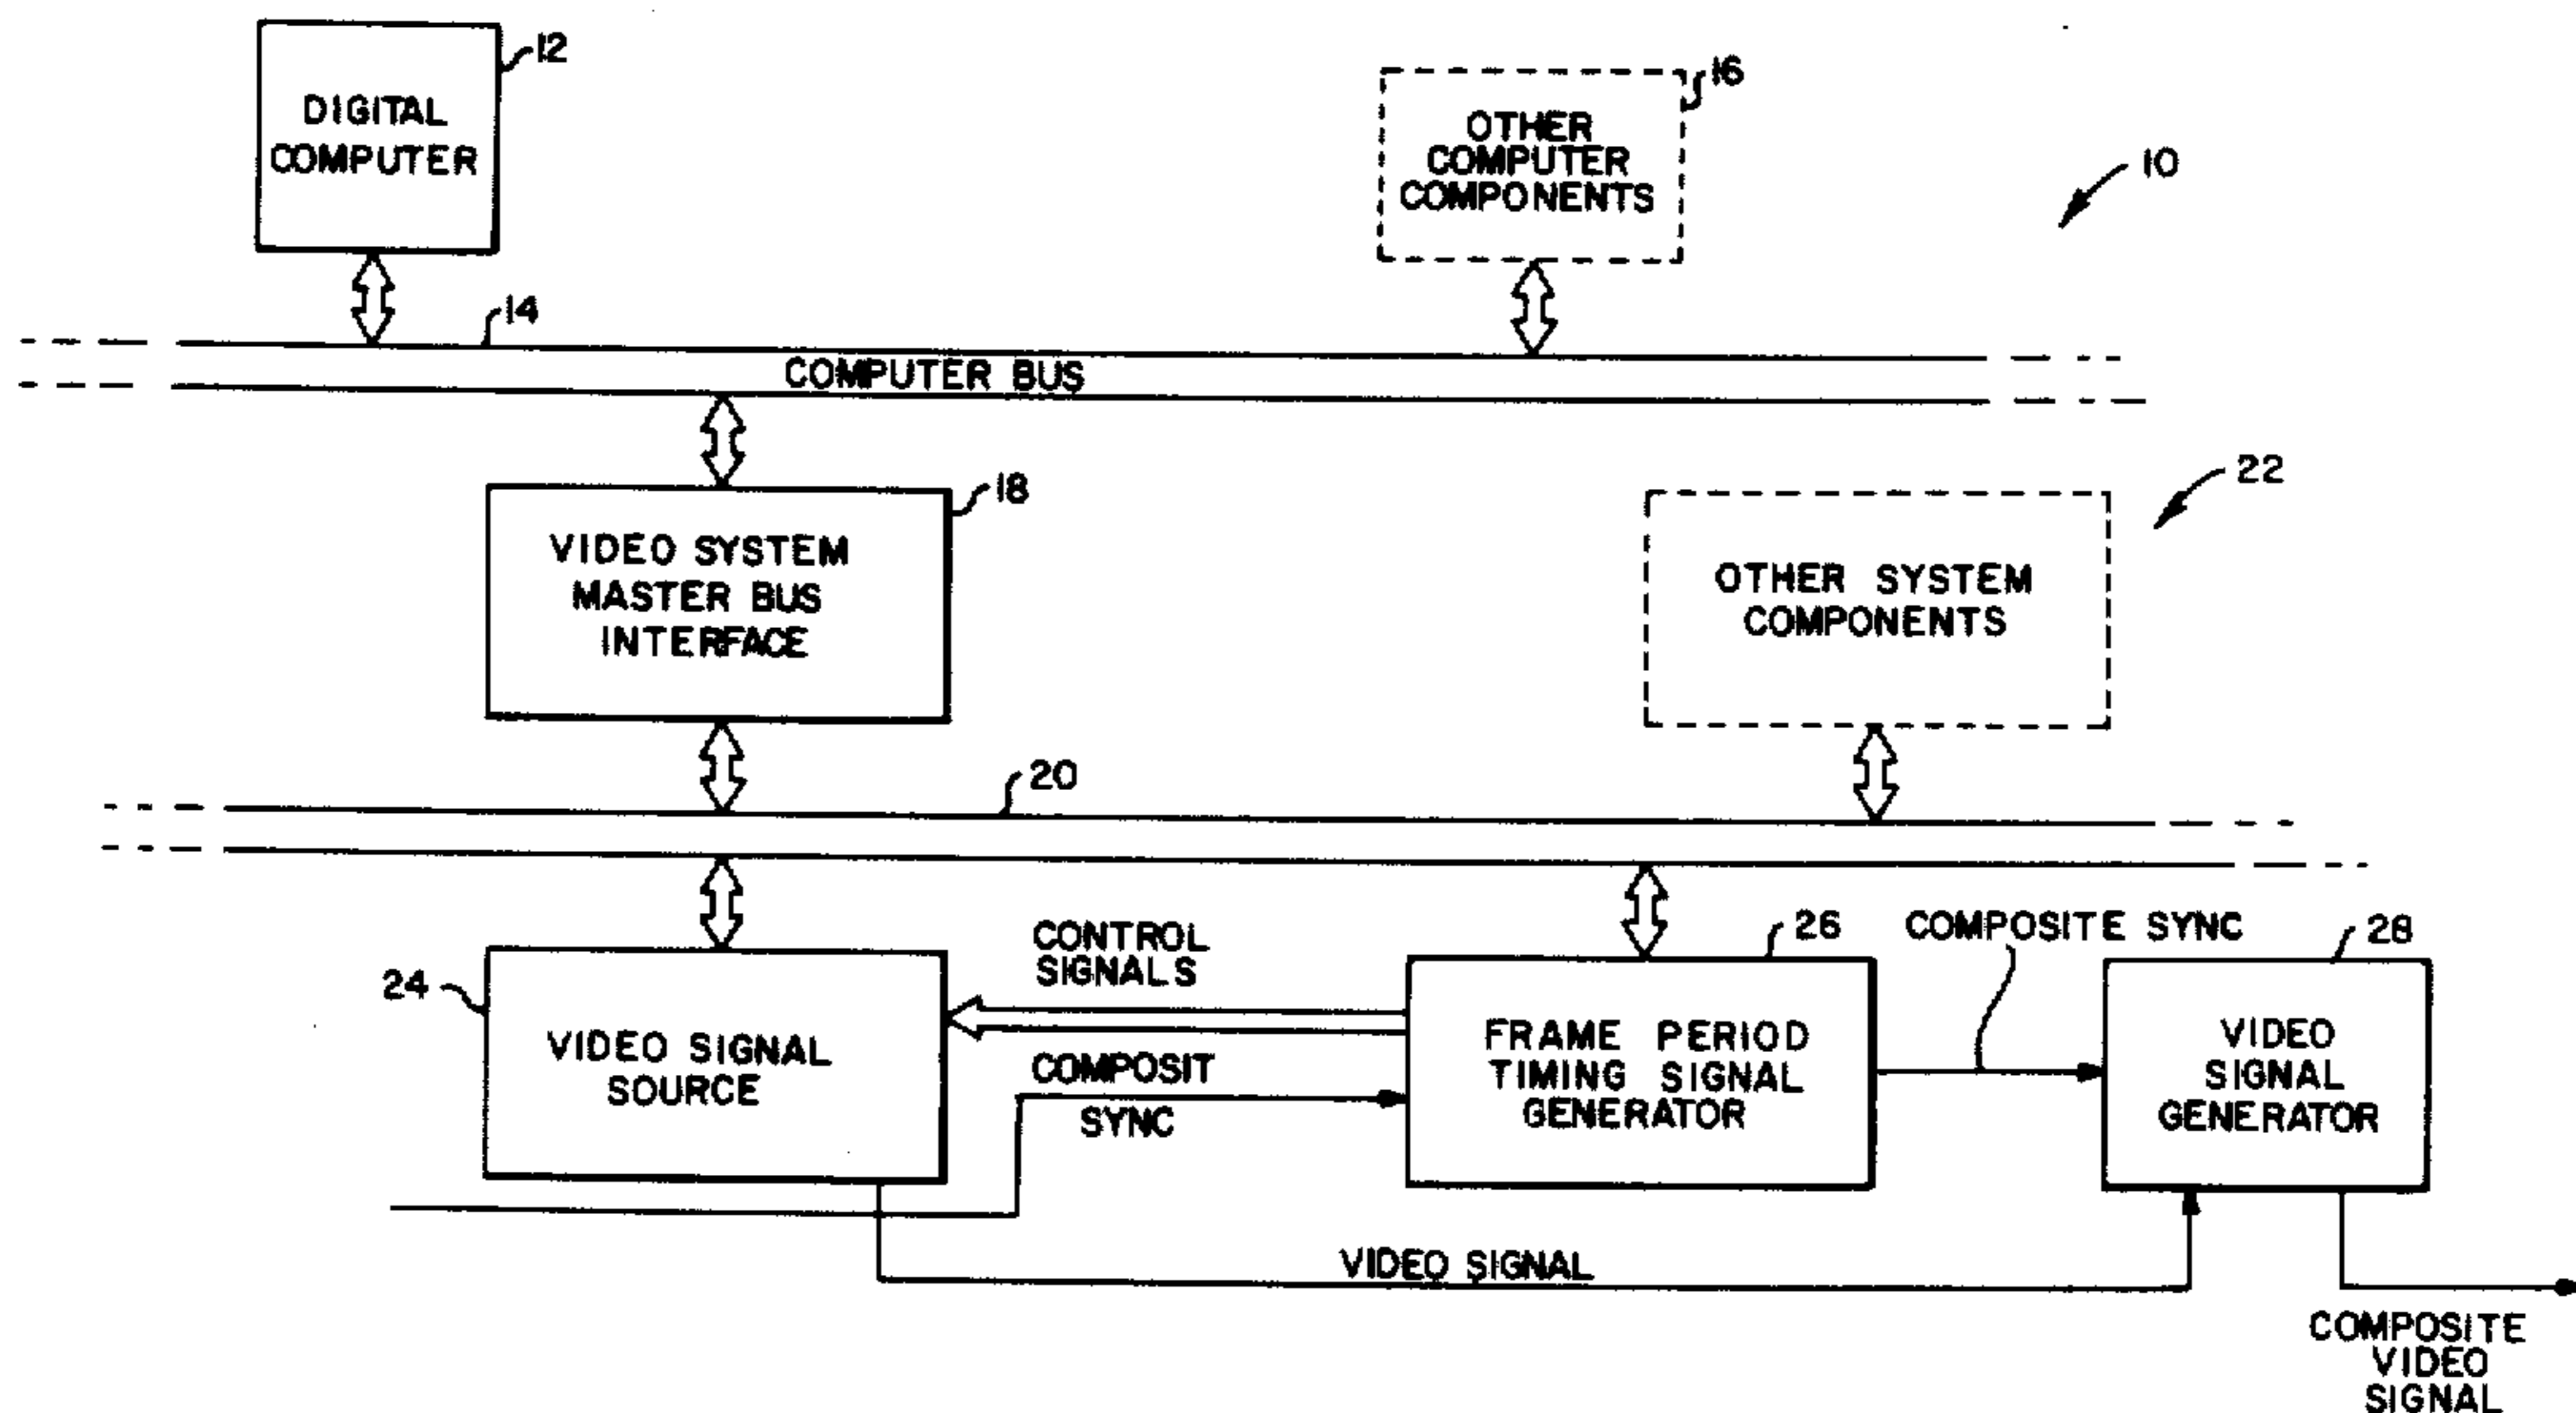 DIGITAL
COMPUTER
12
OTHER
COMPUTER
COMPONENTS
16
10
14
COMPUTER BUS
VIDEO SYSTEM
MASTER BUS
INTERFACE
18
OTHER SYSTEM
COMPONENTS
22
20
24
VIDEO SIGNAL
SOURCE
CONTROL
SIGNALS
COMPOSIT
SYNC
FRAME PERIOD
TIMING SIGNAL
GENERATOR
26
COMPOSITE SYNC
28
VIDEO
SIGNAL
GENERATOR
VIDEO SIGNAL
COMPOSITE
VIDEO
SIGNAL